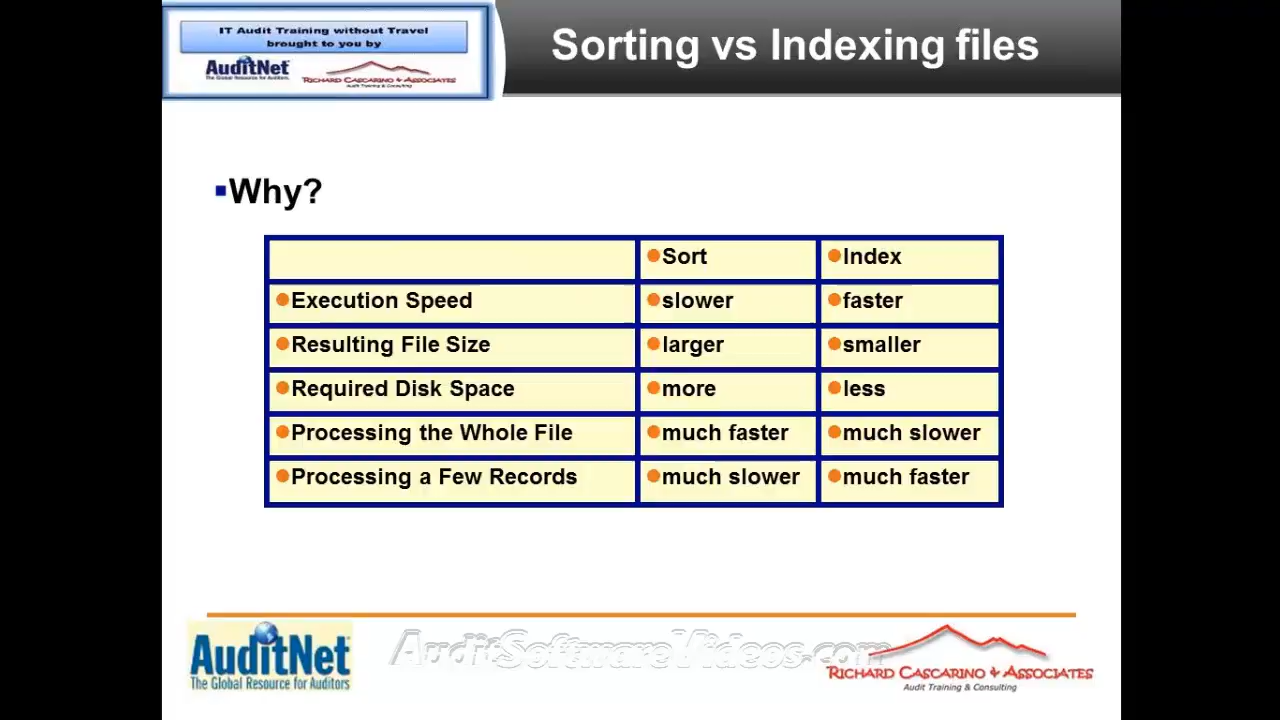 IT Audit Training without Travel
brought to you by
AuditNet
The Global Resource for Auditors
RICHARD CASCARINO & ASSOCIATES
Audit Training & Consulting
Sorting vs Indexing files
Why?
Sort Index
Execution Speed slower faster
Resulting File Size larger smaller
Required Disk Space more less
Processing the Whole File much faster much slower
Processing a Few Records much slower much faster
AuditNet
The Global Resource for Auditors
AuditSoftwareVideos.com
RICHARD CASCARINO & ASSOCIATES
Audit Training & Consulting